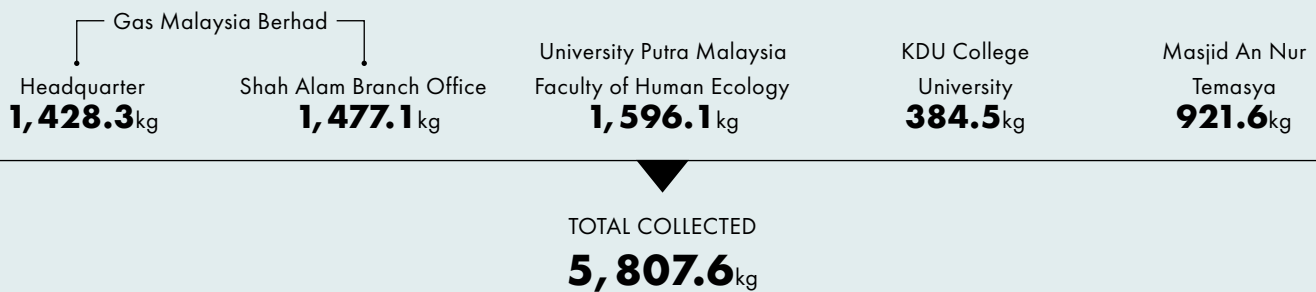 Gas Malaysia Berhad
Headquarter
1,428.3kg
Shah Alam Branch Office
1,477.1kg
University Putra Malaysia
Faculty of Human Ecology
1,596.1kg
KDU College
University
384.5kg
Masjid An Nur
Temasya
921.6kg
TOTAL COLLECTED
5,807.6kg